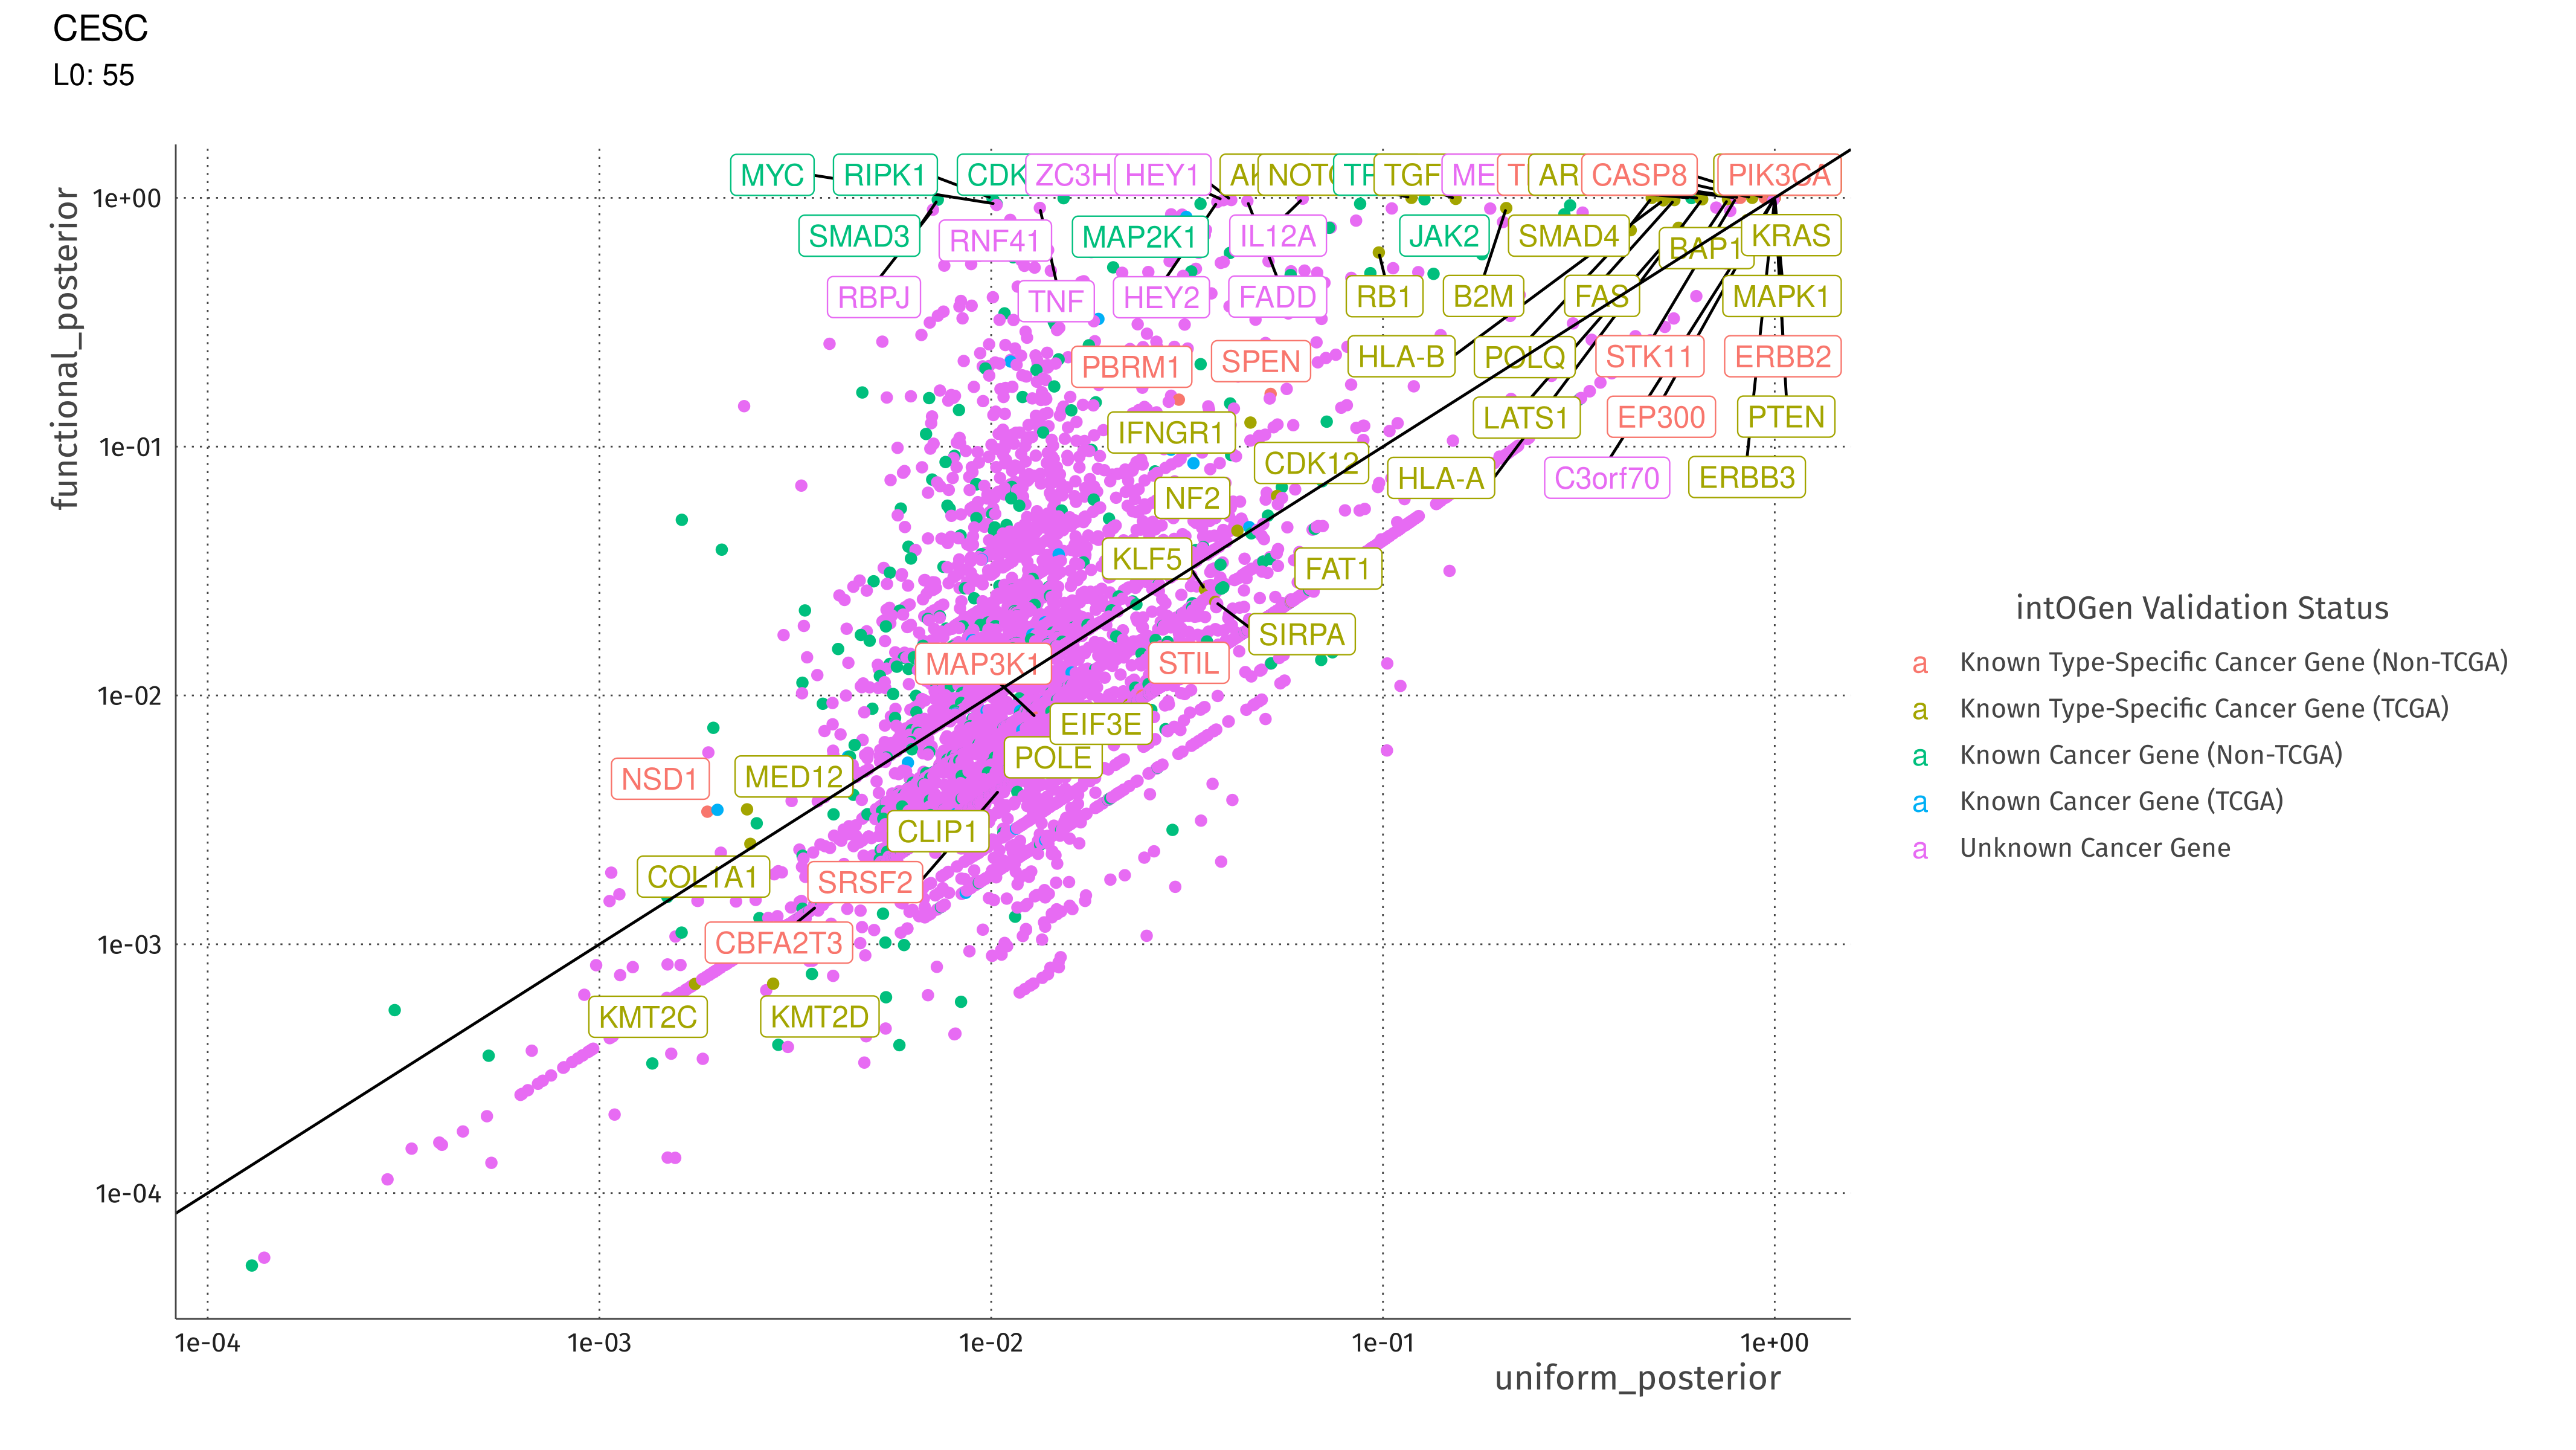 CESC
L0: 55
functional_posterior
1e+00
1e-01
1e-02
1e-03
1e-04
MYC
RIPK1
CDK
ZC3H
HEY1
NOTC
TGF
ME
AR
CASP8
PIK3CA
SMAD3
RNF41
MAP2K1
IL12A
JAK2
SMAD4
BAP1
KRAS
RBPJ
TNF
HEY2
FADD
RB1
B2M
FAS
MAPK1
PBRM1
SPEN
HLA-B
POLQ
STK11
ERBB2
IFNGR1
LATS1
EP300
PTEN
CDK12
HLA-A
C3orf70
ERBB3
NF2
KLF5
FAT1
SIRPA
MAP3K1
STIL
EIF3E
POLE
NSD1
MED12
CLIP1
COL1A1
SRSF2
CBFA2T3
KMT2C
KMT2D
1e-04
1e-03
1e-02
1e-01
1e+00
uniform_posterior
intOGen Validation Status
a Known Type-Specific Cancer Gene (Non-TCGA)
a Known Type-Specific Cancer Gene (TCGA)
a Known Cancer Gene (Non-TCGA)
a Known Cancer Gene (TCGA)
a Unknown Cancer Gene